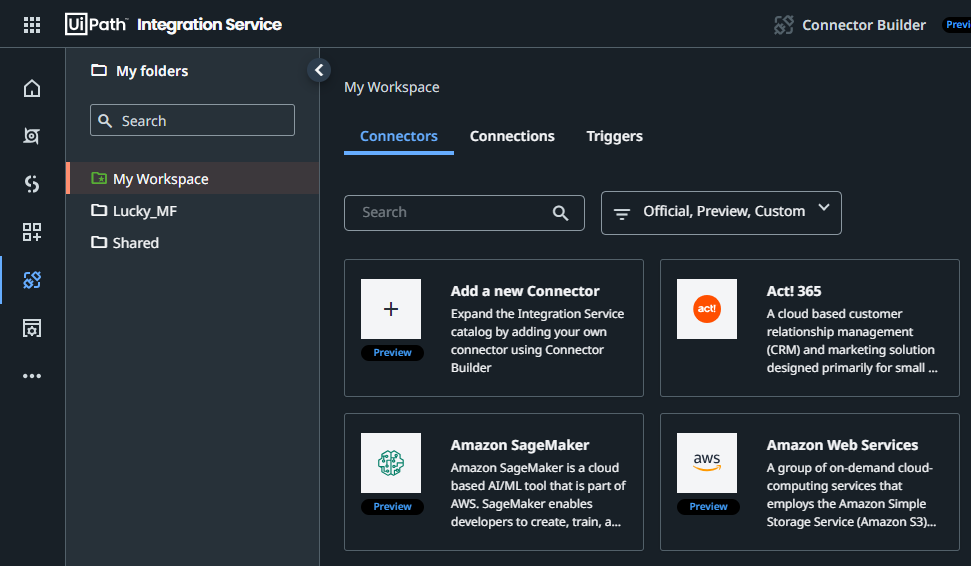 UiPath™ Integration Service
Connector Builder
Previ
My folders
Search
My Workspace
Lucky_MF
Shared
My Workspace
Connectors
Connections
Triggers
Search
Official, Preview, Custom
Preview
Add a new Connector
Expand the Integration Service
catalog by adding your own
connector using Connector
Builder
act!
Act! 365
A cloud based customer
relationship management
(CRM) and marketing solution
designed primarily for small ...
Preview
Amazon SageMaker
Amazon SageMaker is a cloud
based AI/ML tool that is part of
AWS. SageMaker enables
developers to create, train, a...
aws
Preview
Amazon Web Services
A group of on-demand cloud-
computing services that
employs the Amazon Simple
Storage Service (Amazon S3)...